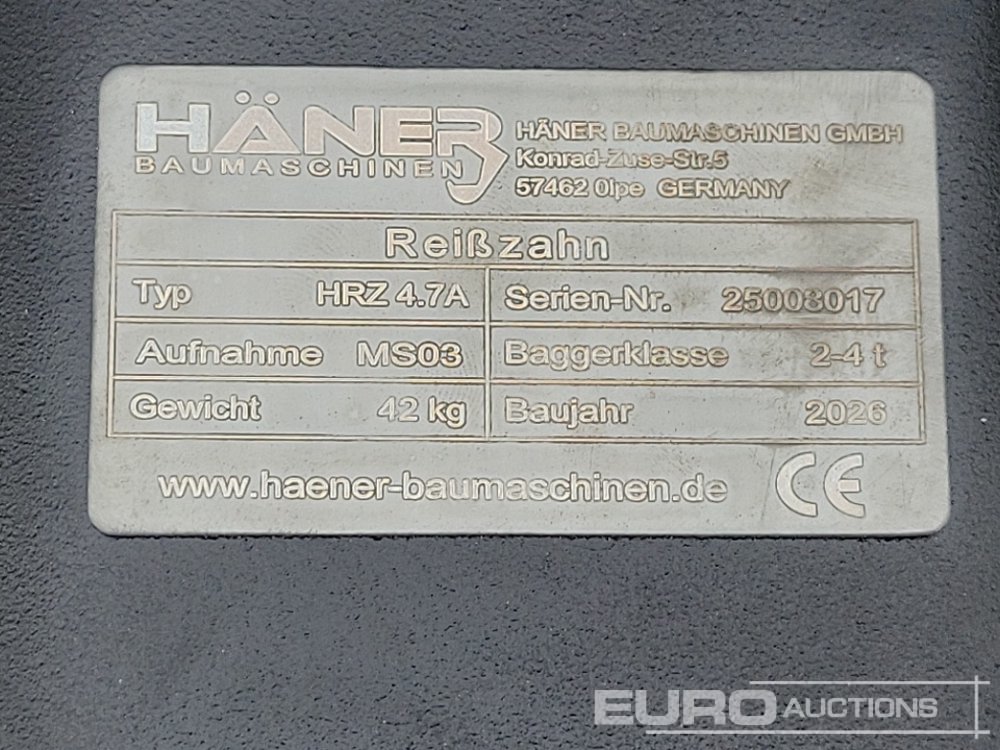 HÄNER
BAUMASCHINEN
HÄNER BAUMASCHINEN GMBH
Konrad-Zuse-Str.5
57462 Olpe GERMANY
Reißzahn
Typ HRZ 4.7A Serien-Nr. 25008017
Aufnahme MS03 Baggerklasse 2-4 t
Gewicht 42 kg Baujahr 2026
www.haener-baumaschinen.de CE
EURO AUCTIONS